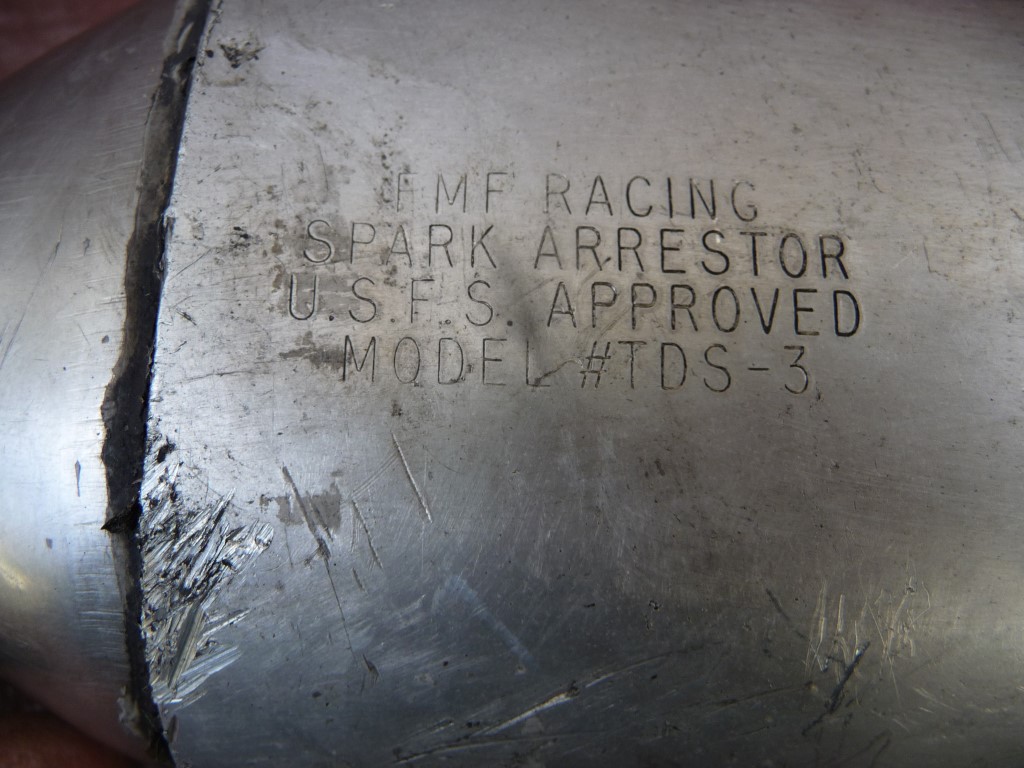 FMF RACING
SPARK ARRESTOR
U.S.F.S. APPROVED
MODEL #TDS-3